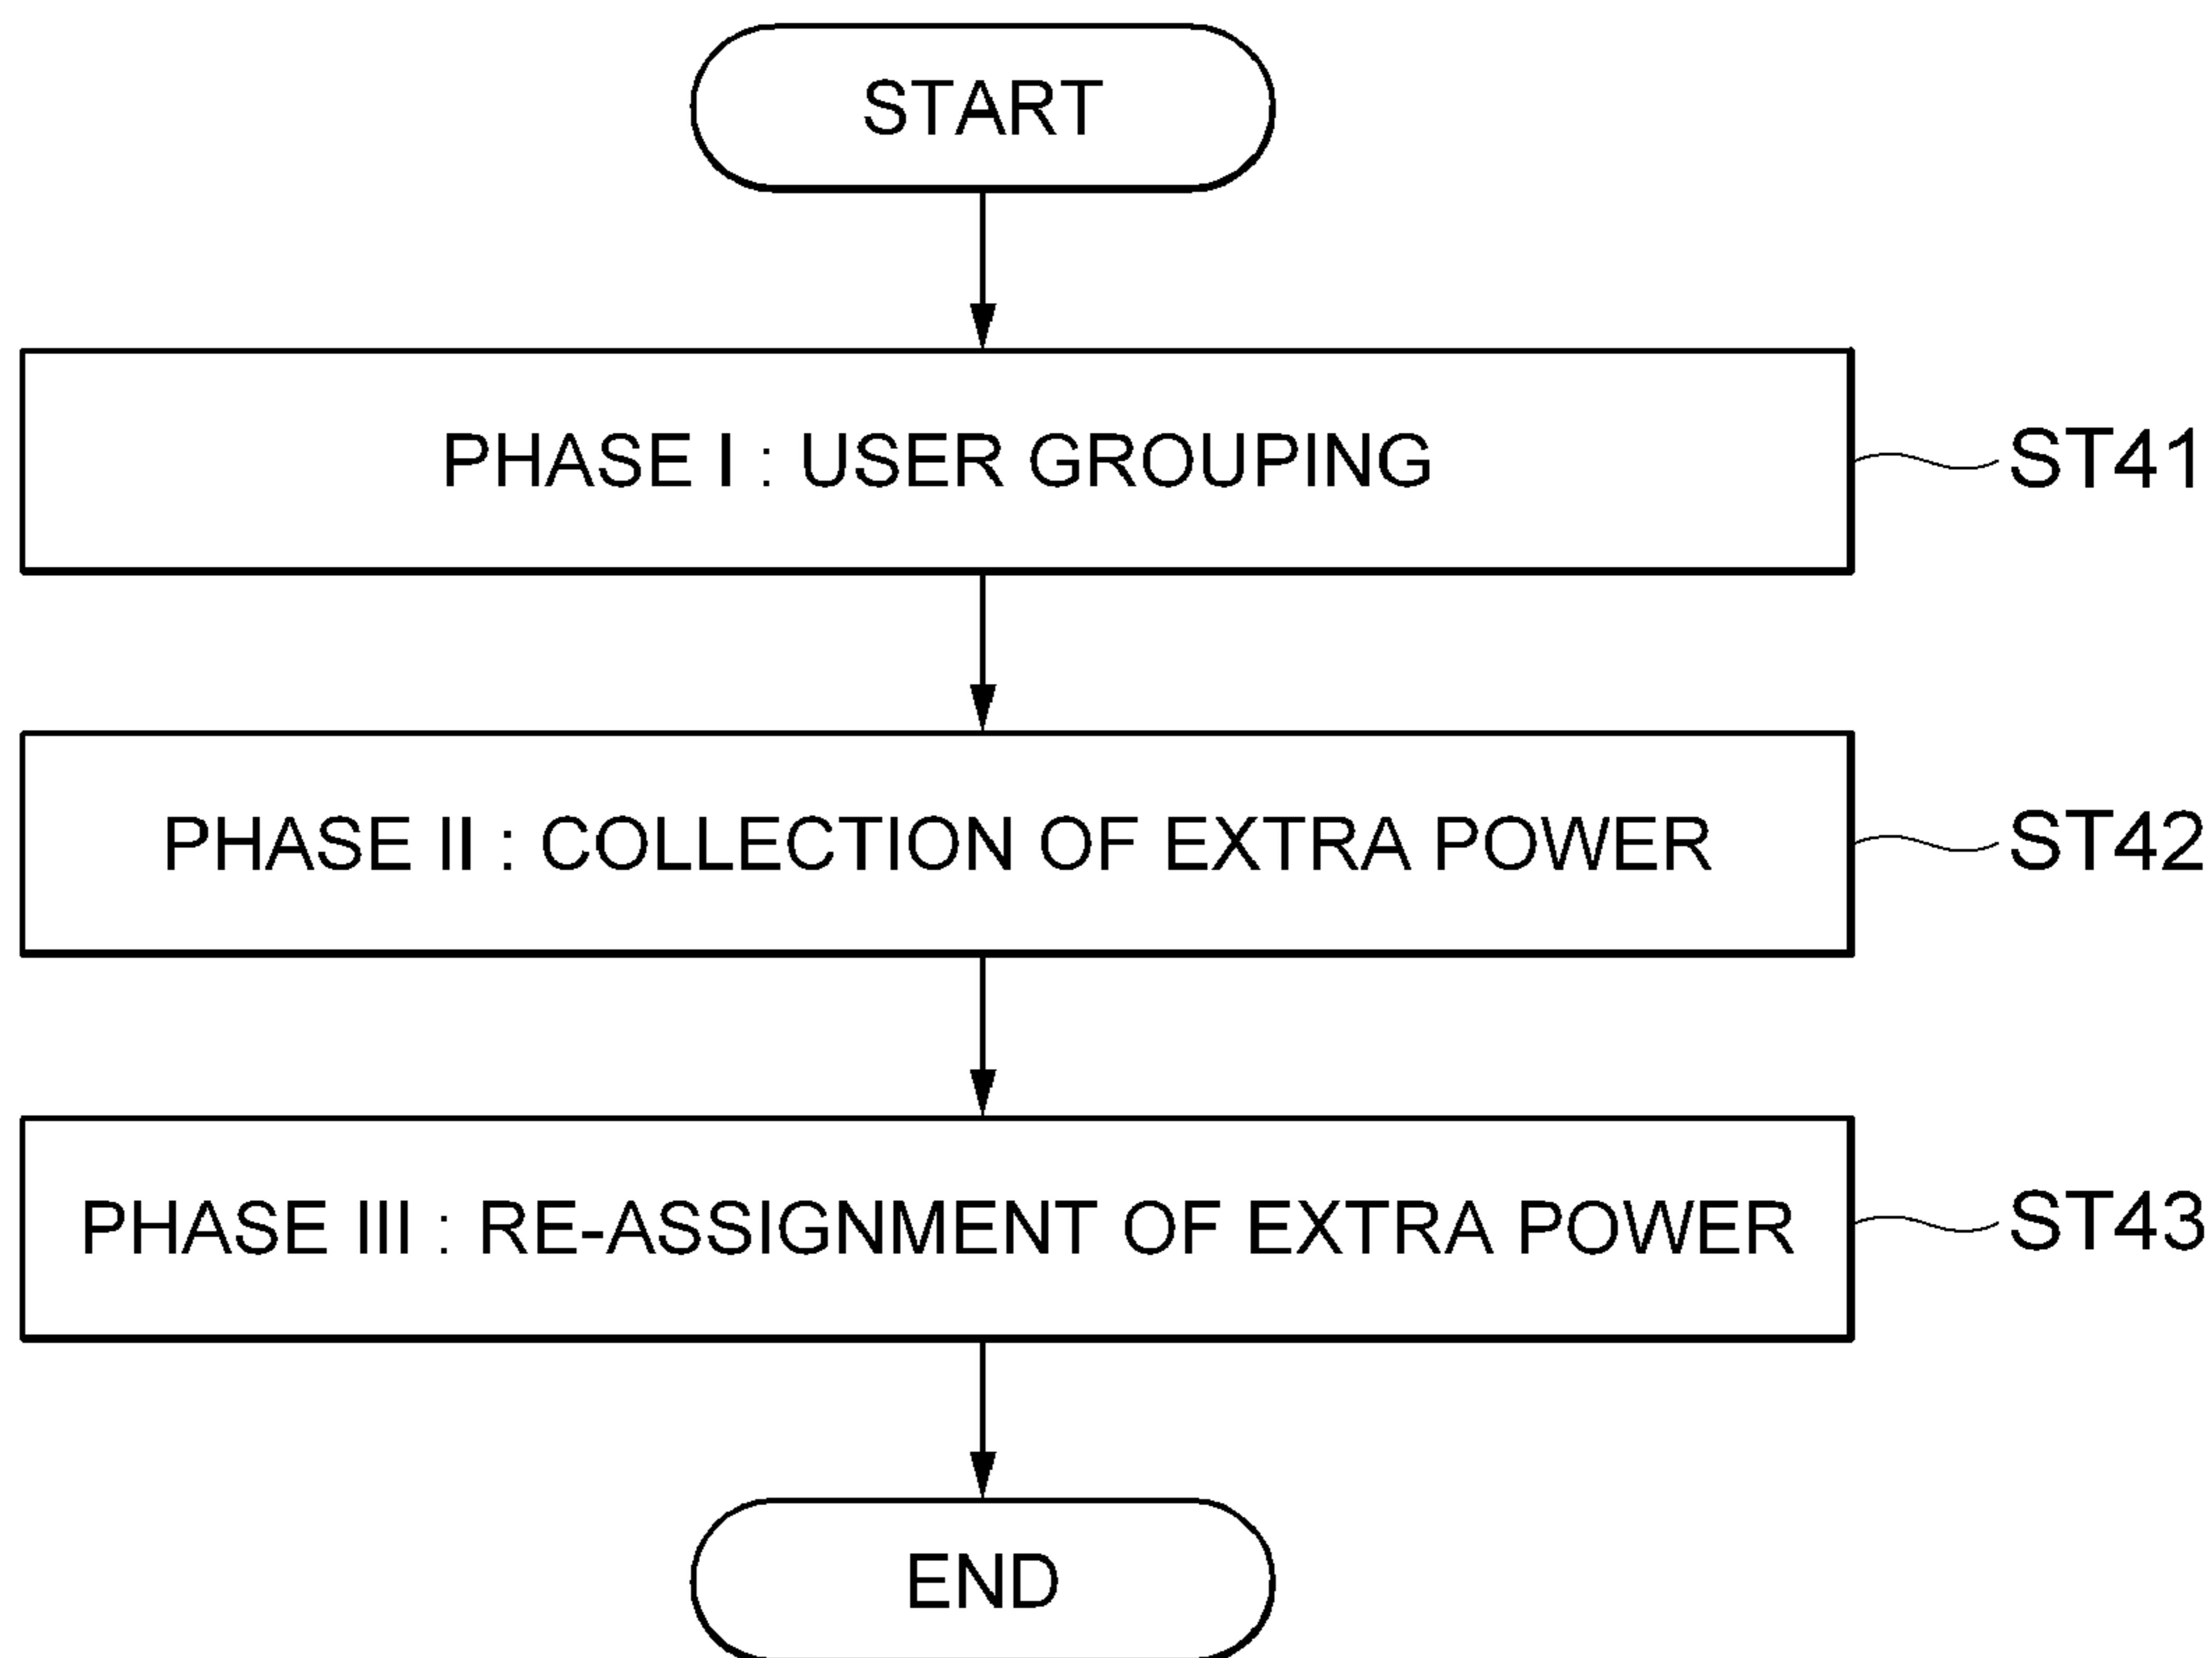 START
PHASE I : USER GROUPING
ST41
PHASE II : COLLECTION OF EXTRA POWER
ST42
PHASE III : RE-ASSIGNMENT OF EXTRA POWER
ST43
END